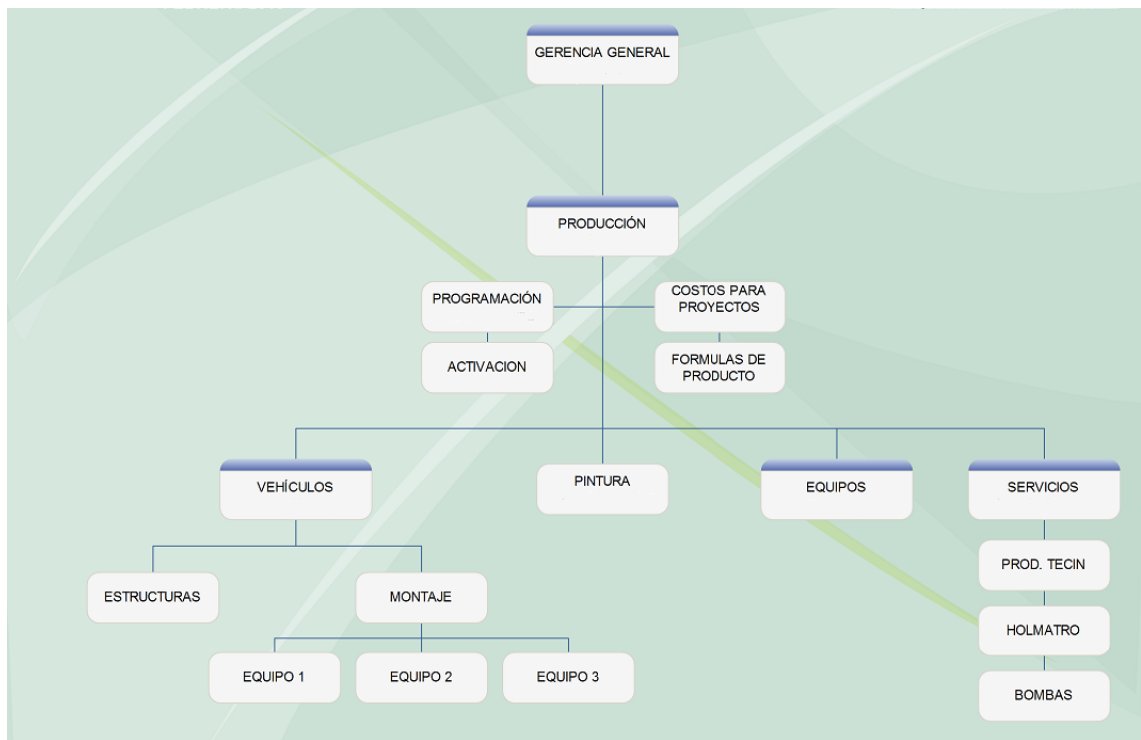 GERENCIA GENERAL
PRODUCCIÓN
PROGRAMACIÓN
COSTOS PARA
PROYECTOS
ACTIVACION
FORMULAS DE
PRODUCTO
VEHÍCULOS
PINTURA
EQUIPOS
SERVICIOS
ESTRUCTURAS
MONTAJE
PROD. TECIN
HOLMATRO
EQUIPO 1
EQUIPO 2
EQUIPO 3
BOMBAS